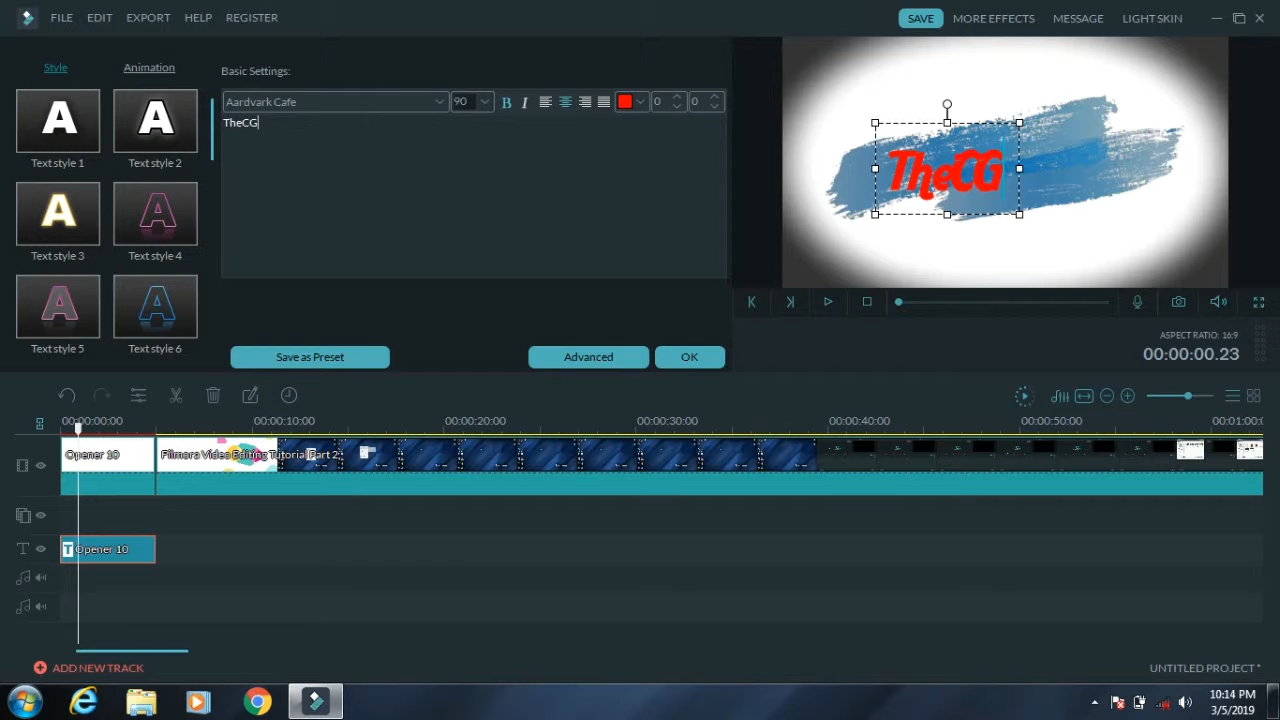 FILE EDIT EXPORT HELP REGISTER SAVE MORE EFFECTS MESSAGE LIGHT SKIN
Style Animation
Basic Settings:
Aardvark Cafe 90 B I 0 0
TheCG
A A
Text style 1 Text style 2
A A
Text style 3 Text style 4
A A
Text style 5 Text style 6
TheCG
Save as Preset Advanced OK
ASPECT RATIO: 16:9
00:00:00.23
00:00:00:00 00:00:10:00 00:00:20:00 00:00:30:00 00:00:40:00 00:00:50:00 00:01:00:0
Opener 10 Filmora Video Editing Tutorial (Part 2
T T Opener 10
ADD NEW TRACK UNTITLED PROJECT *
10:14 PM
3/5/2019